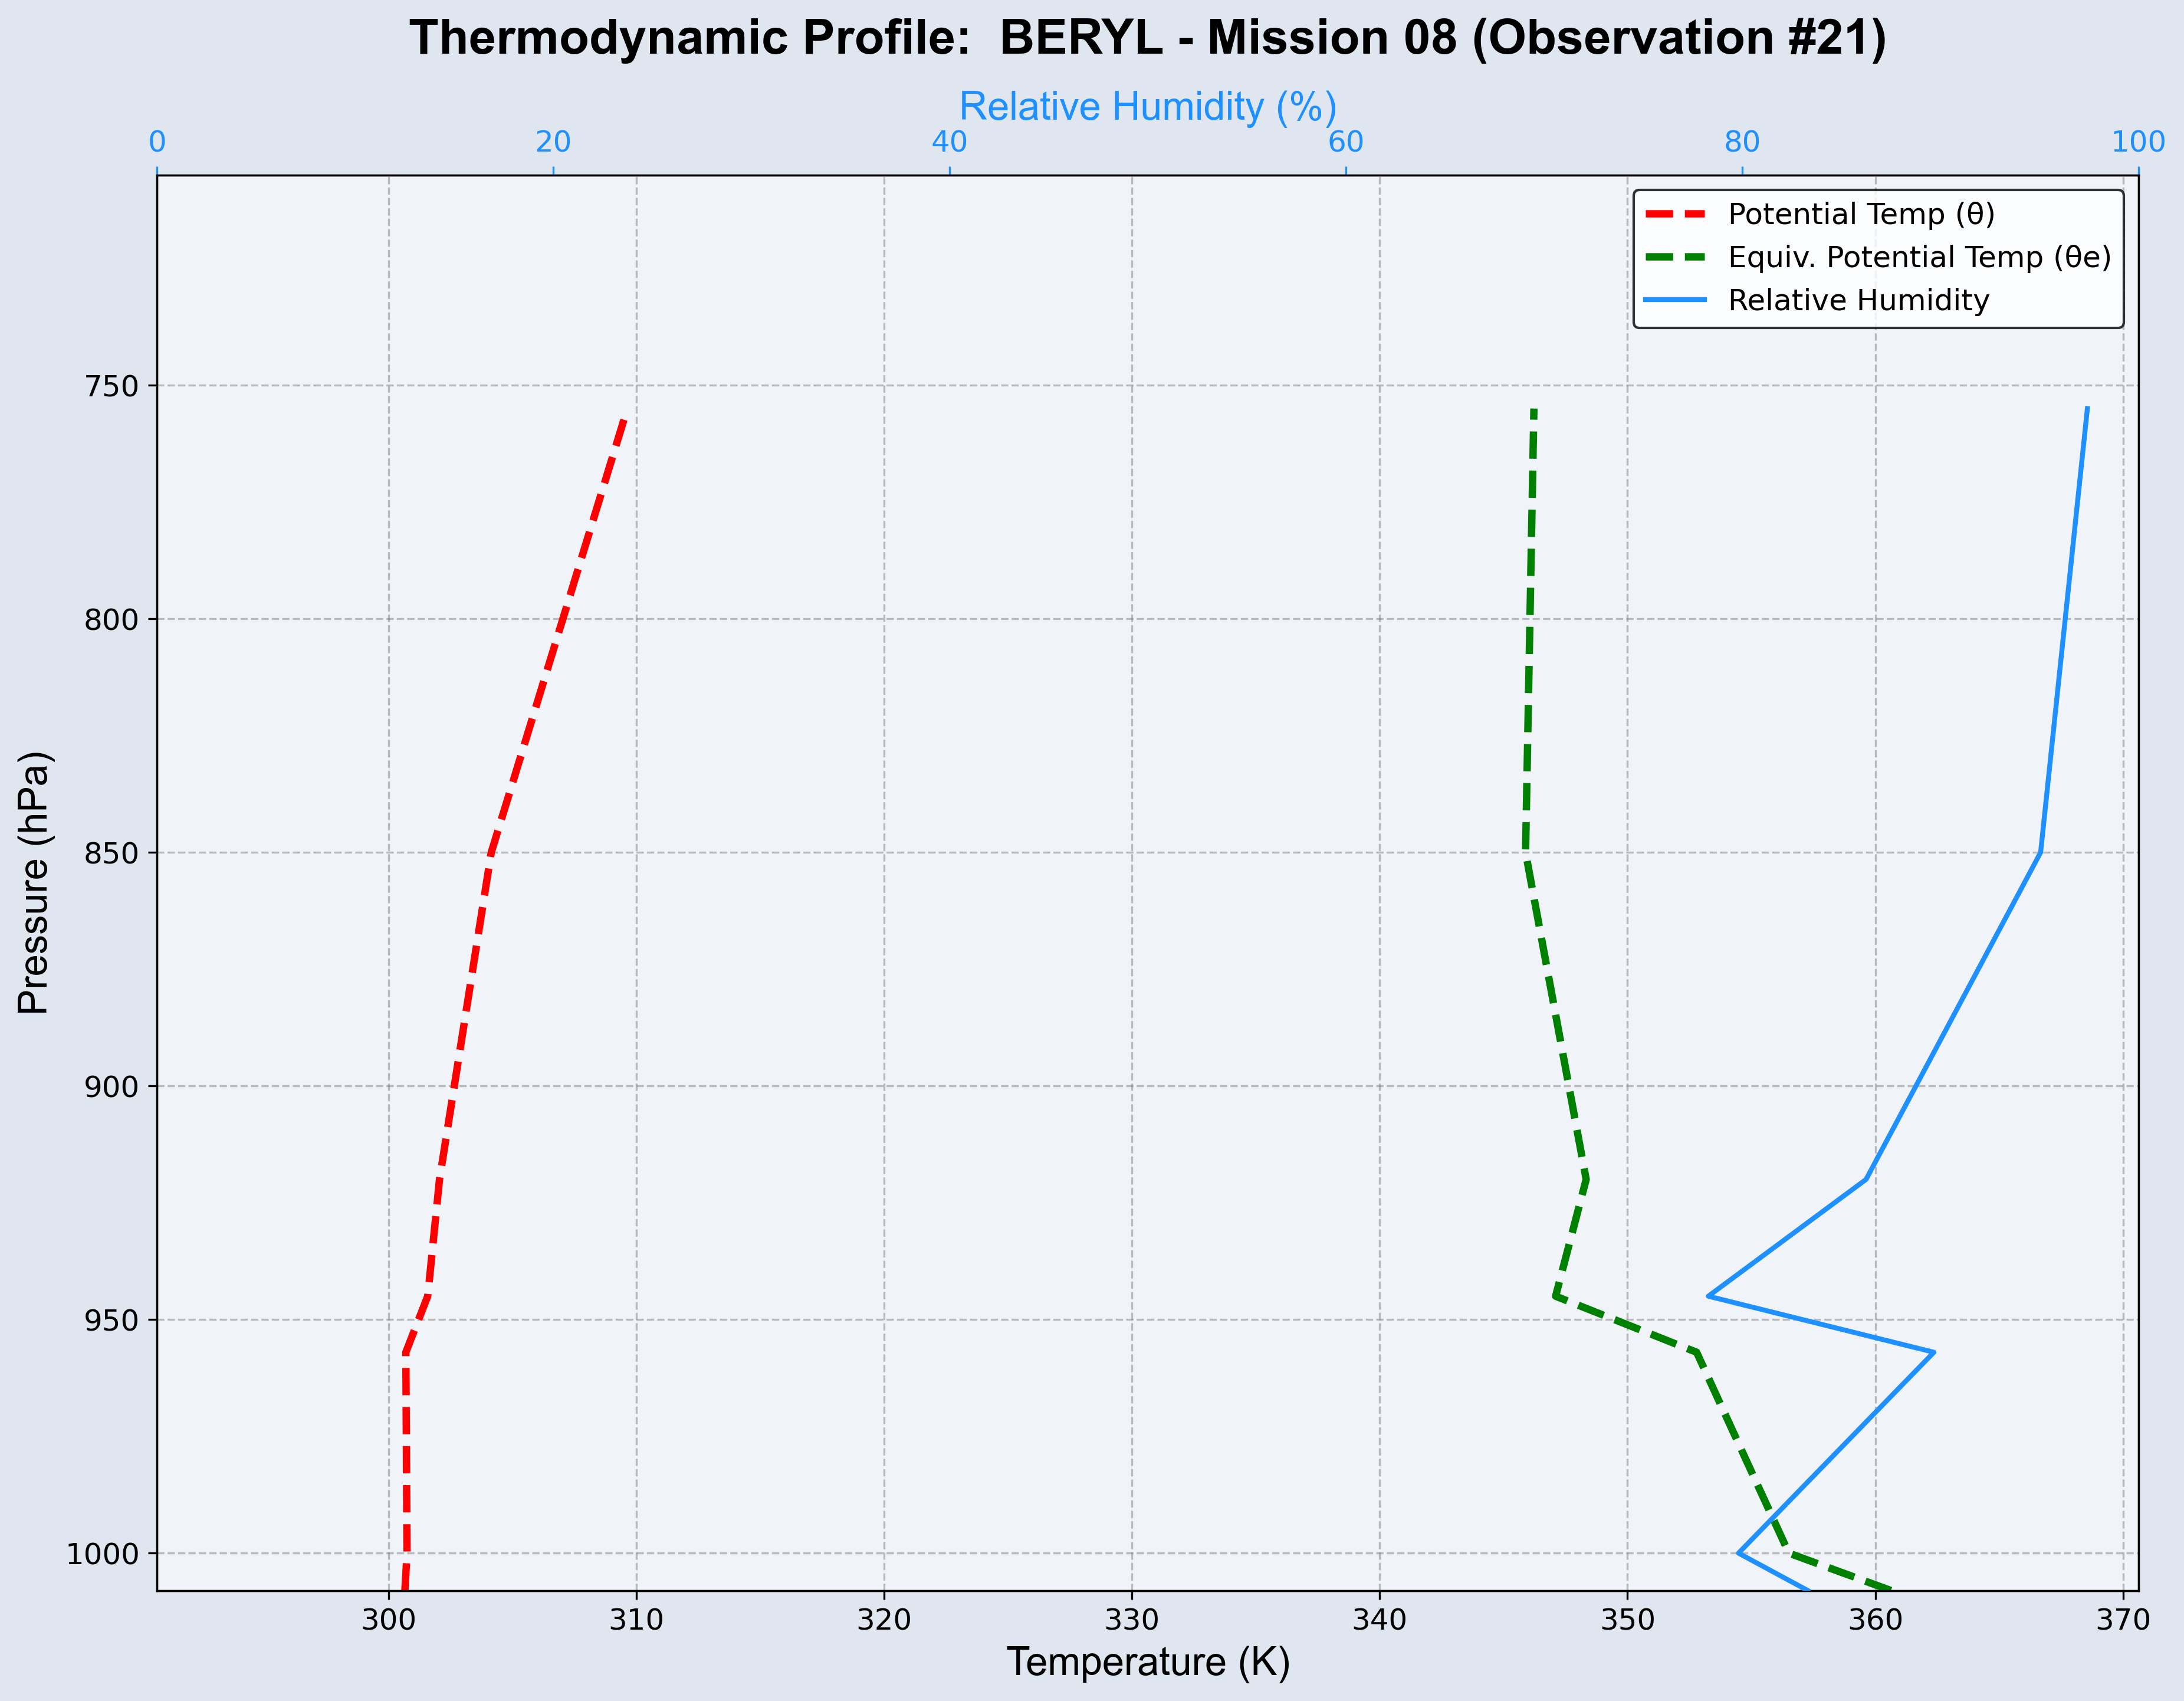 Thermodynamic Profile:  BERYL - Mission 08 (Observation #21)
Relative Humidity (%)
0 20 40 60 80 100
Potential Temp (θ)
Equiv. Potential Temp (θe)
Relative Humidity
750
800
850
900
950
1000
Pressure (hPa)
300 310 320 330 340 350 360 370
Temperature (K)